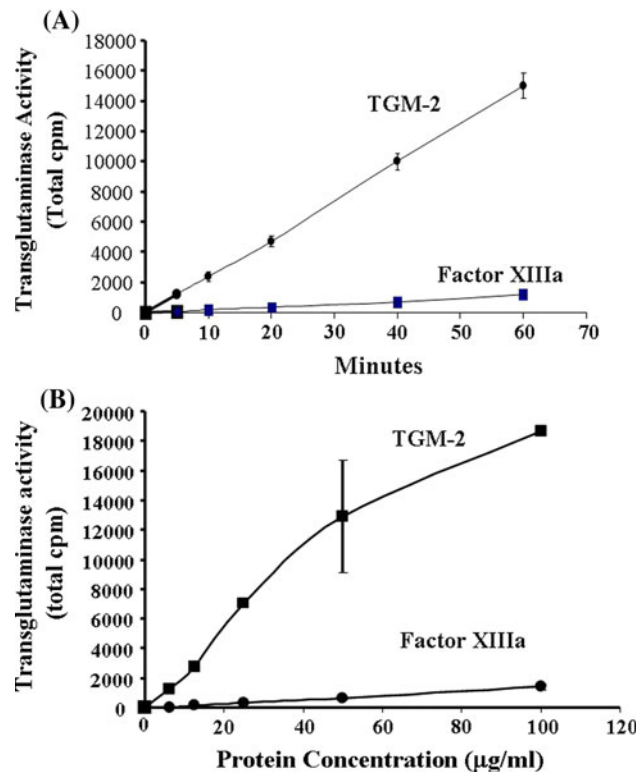 (A)
18000
16000
14000
12000
10000
8000
6000
4000
2000
0
Transglutaminase Activity
(Total cpm)
TGM-2
Factor XIIIa
0 10 20 30 40 50 60 70
Minutes
(B)
20000
18000
16000
14000
12000
10000
8000
6000
4000
2000
0
Transglutaminase activity
(total cpm)
TGM-2
Factor XIIIa
0 20 40 60 80 100 120
Protein Concentration (µg/ml)